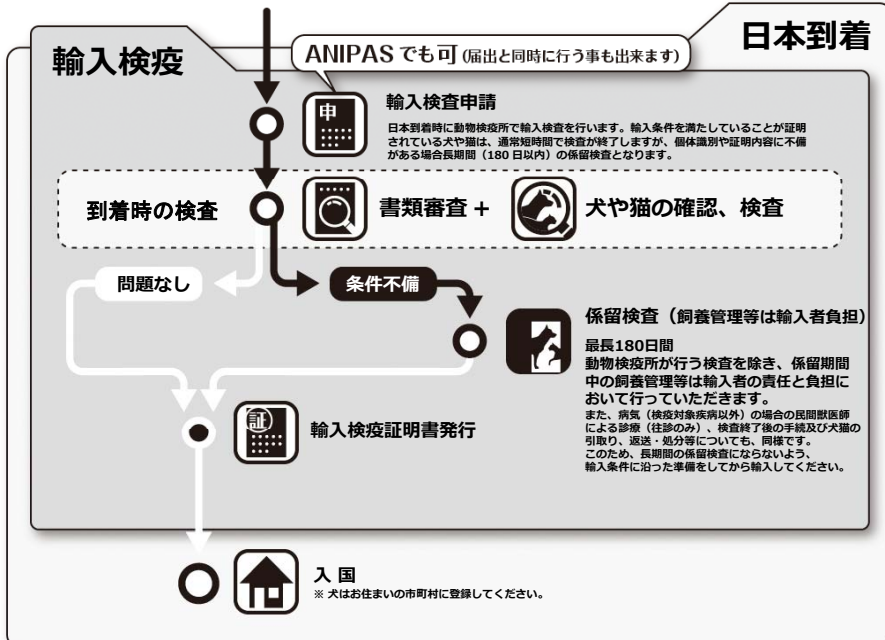 日本到着
輸入検疫
ANIPASでも可(届出と同時に行う事も出来ます)
申
輸入検査申請
日本到着時に動物検疫所で輸入検査を行います。輸入条件を満たしていることが証明
されている犬や猫は、通常短時間で検査が終了しますが、個体識別や証明内容に不備
がある場合長期間(180日以内)の係留検査となります。
到着時の検査
書類審査+
犬や猫の確認、検査
問題なし
条件不備
係留検査(飼養管理等は輸入者負担)
最長180日間
動物検疫所が行う検査を除き、係留期間
中の飼養管理等は輸入者の責任と負担に
おいて行っていただきます。
また、病気(検疫対象疾病以外)の場合の民間獣医師
による診療(往診のみ)、検査終了後の手続及び犬猫の
引取り、返送・処分等についても、同様です。
このため、長期間の係留検査にならないよう、
輸入条件に沿った準備をしてから輸入してください。
証
輸入検疫証明書発行
入国
※ 犬はお住まいの市町村に登録してください。